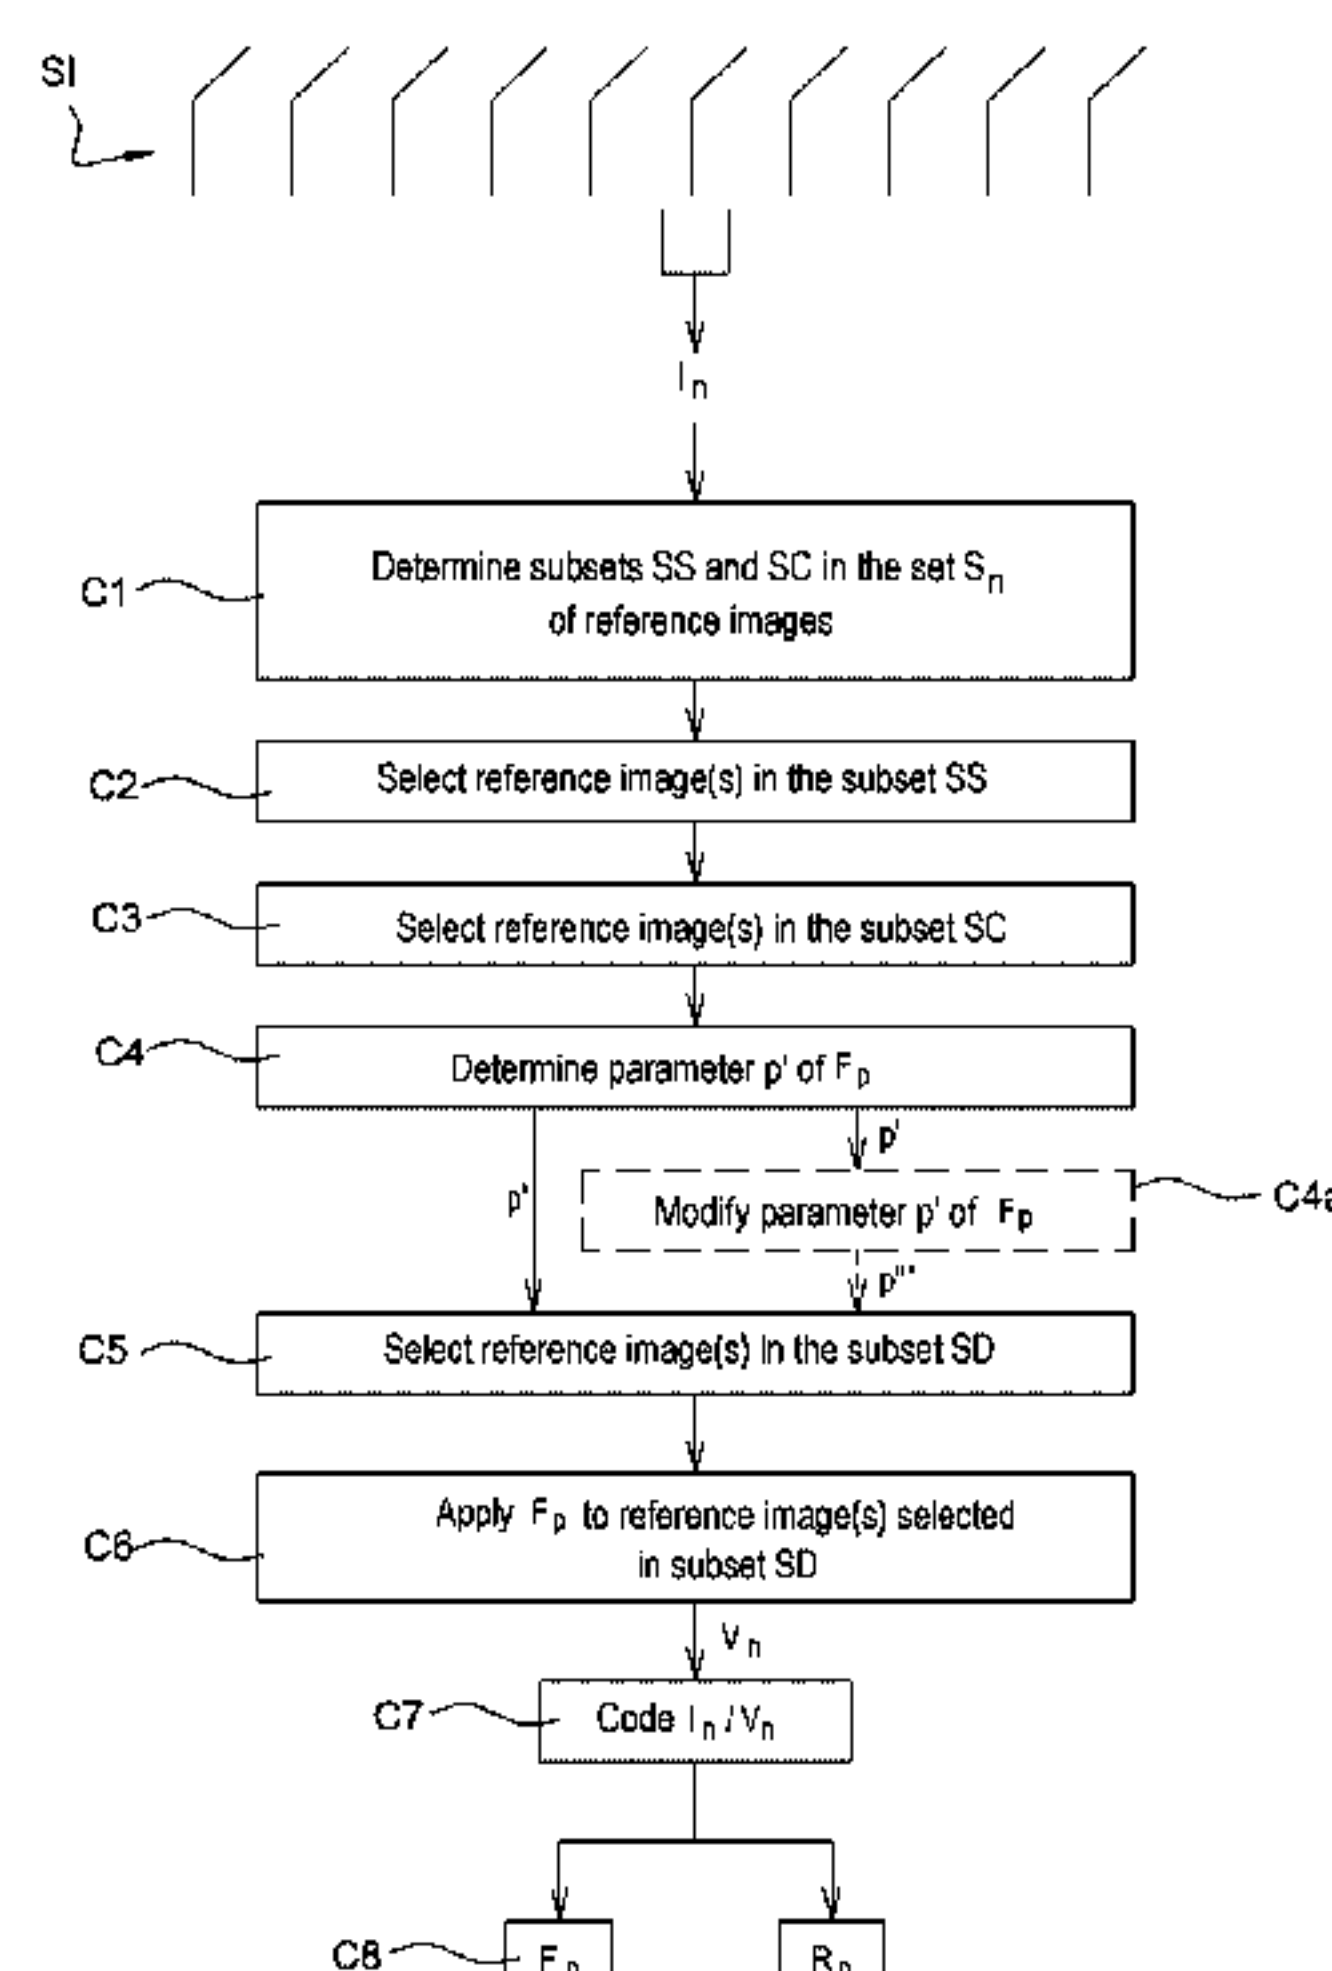 SI
In
C1
Determine subsets SS and SC in the set Sn
of reference images
C2
Select reference image(s) in the subset SS
C3
Select reference image(s) in the subset SC
C4
Determine parameter p' of Fp
p'
p'
Modify parameter p' of Fp
p"'
C5
Select reference image(s) In the subset SD
C6
Apply Fp to reference image(s) selected
in subset SD
Vn
C7
Code In / Vn
C8